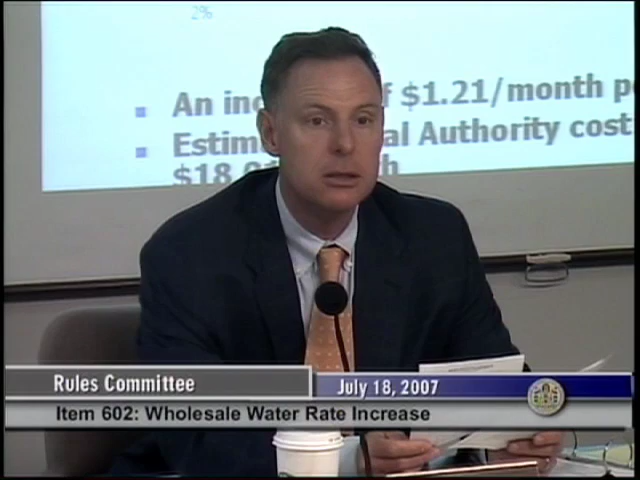 2%
An inc f $1.21/month p
Estim al Authority cost
$18.0 h
Rules Committee
July 18, 2007
Item 602: Wholesale Water Rate Increase